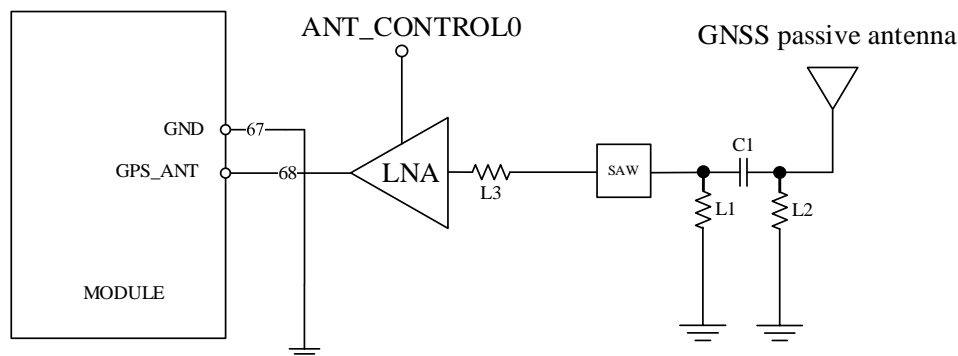 ANT_CONTROL0
GNSS passive antenna
GND
67
C1
GPS_ANT
68
LNA
SAW
L3
L1
L2
MODULE